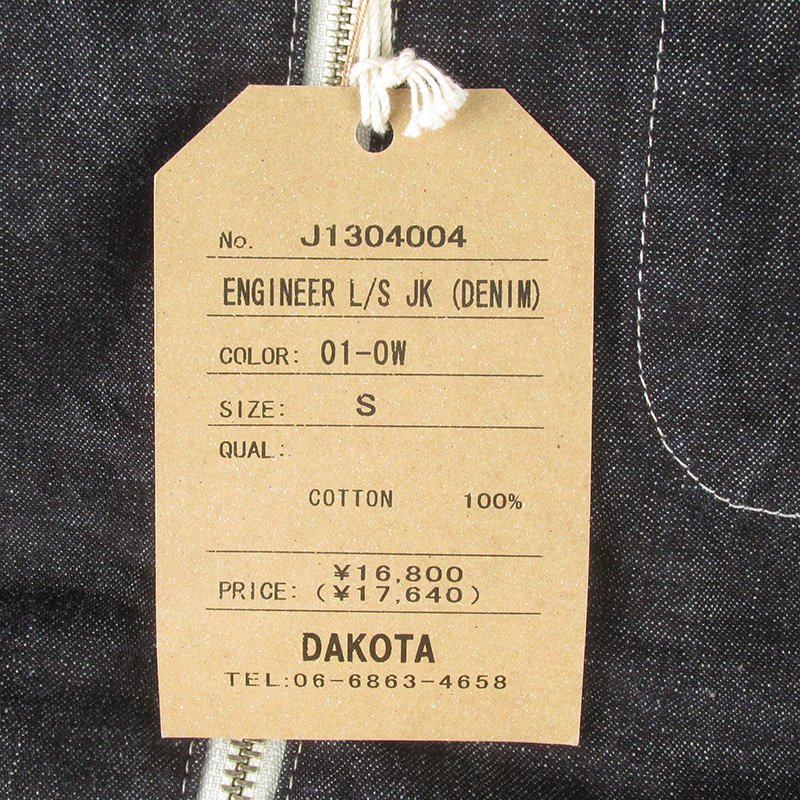 No. J1304004
ENGINEER L/S JK (DENIM)
COLOR: 01-OW
SIZE: S
QUAL.:
COTTON 100%
¥16,800
PRICE: (¥17,640)
DAKOTA
TEL:06-6863-4658